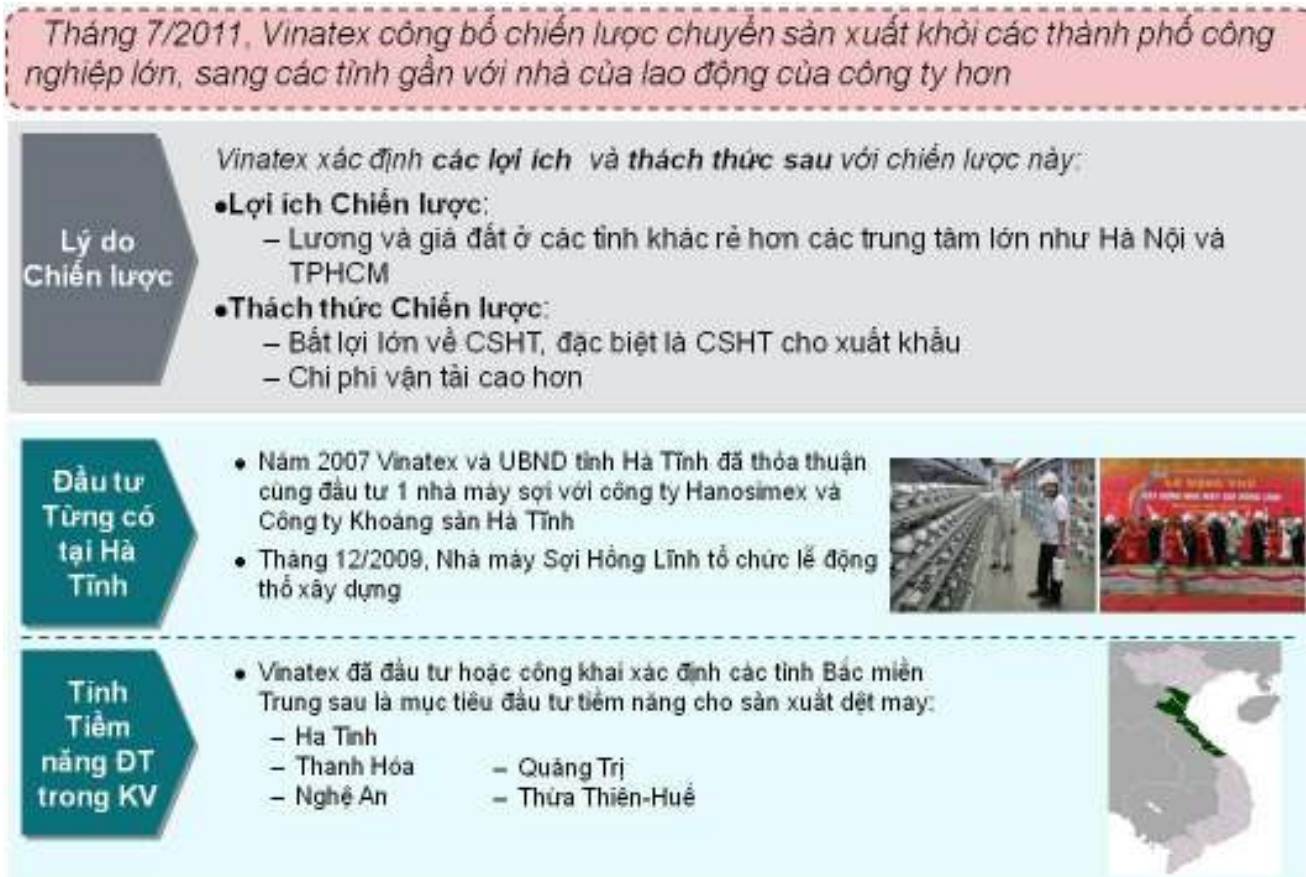 Tháng 7/2011, Vinatex công bố chiến lược chuyển sản xuất khỏi các thành phố công
nghiệp lớn, sang các tỉnh gần với nhà của lao động của công ty hơn
Lý do
Chiến lược
Vinatex xác định các lợi ích và thách thức sau với chiến lược này:
●Lợi ích Chiến lược:
– Lương và giá đất ở các tỉnh khác rẻ hơn các trung tâm lớn như Hà Nội và
TPHCM
●Thách thức Chiến lược:
– Bất lợi lớn về CSHT, đặc biệt là CSHT cho xuất khẩu
– Chi phí vận tải cao hơn
Đầu tư
Từng có
tại Hà
Tĩnh
● Năm 2007 Vinatex và UBND tỉnh Hà Tĩnh đã thỏa thuận
cùng đầu tư 1 nhà máy sợi với công ty Hanosimex và
Công ty Khoáng sản Hà Tĩnh
● Tháng 12/2009, Nhà máy Sợi Hồng Lĩnh tổ chức lễ động
thổ xây dựng
Tỉnh
Tiềm
năng ĐT
trong KV
● Vinatex đã đầu tư hoặc công khai xác định các tỉnh Bắc miền
Trung sau là mục tiêu đầu tư tiềm năng cho sản xuất dệt may:
– Ha Tĩnh
– Thanh Hóa – Quảng Trị
– Nghệ An – Thừa Thiên-Huế